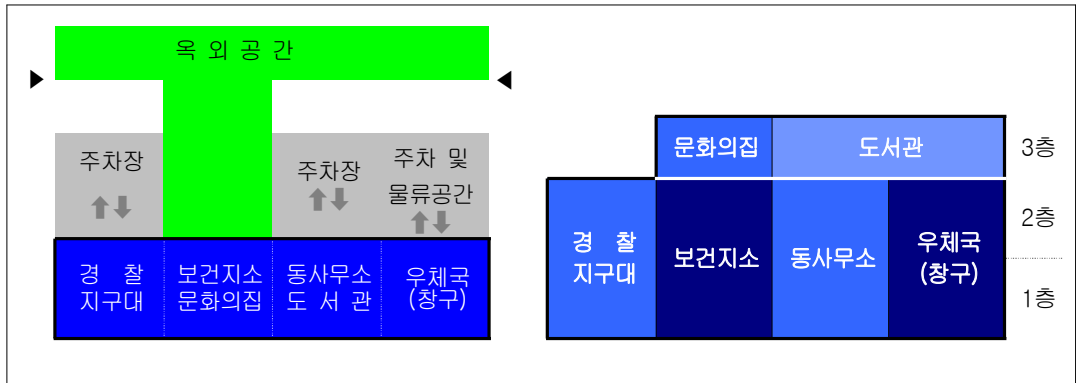 옥 외 공 간
주차장
주차장
주차 및
물류공간
경 찰
지구대
보건지소
문화의집
동사무소
도 서 관
우체국
(창구)
문화의집
도서관
3층
경 찰
지구대
보건지소
동사무소
우체국
(창구)
2층
1층